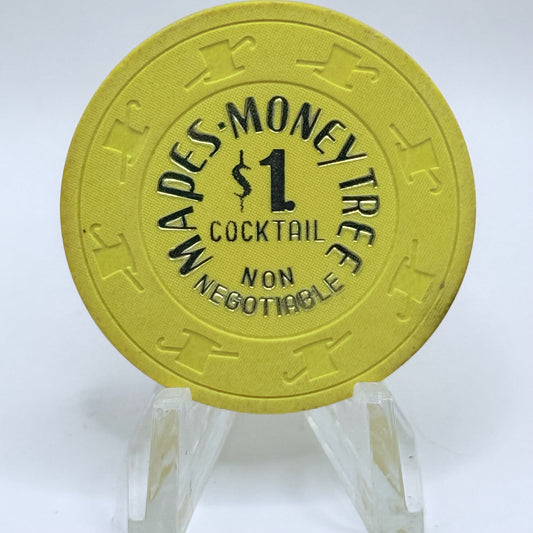 MAPES·MONEY TREE
$1.
COCKTAIL
NON
NEGOTIABLE